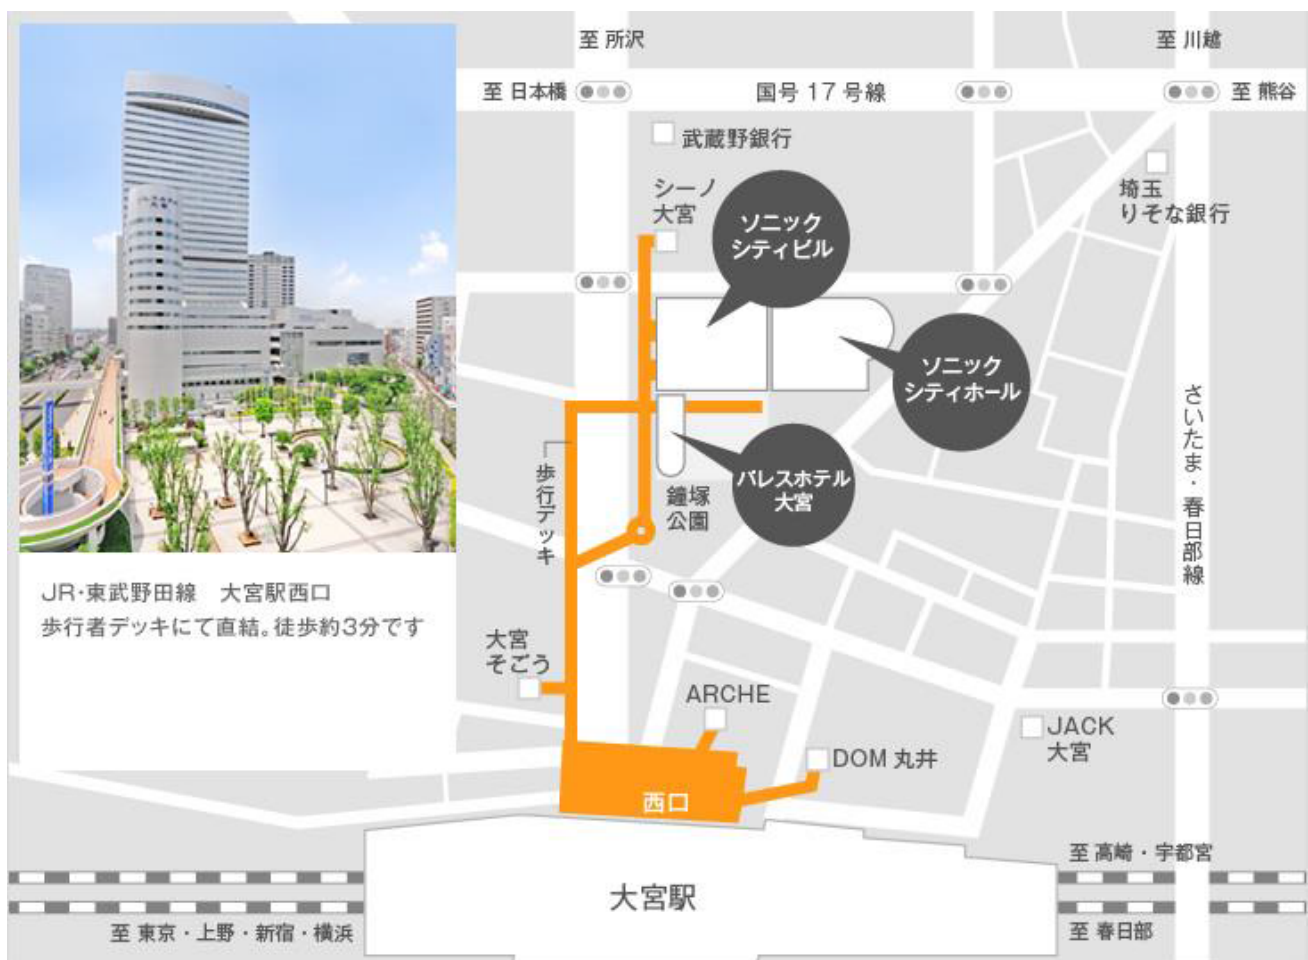 至 所沢
至 川越
至 日本橋
国号 17 号線
至 熊谷
武蔵野銀行
シーノ
大宮
ソニック
シティビル
埼玉
りそな銀行
ソニック
シティホール
さいたま・春日部線
歩行デッキ
パレスホテル
大宮
鐘塚
公園
JR・東武野田線　大宮駅西口
歩行者デッキにて直結。徒歩約3分です
大宮
そごう
ARCHE
JACK
大宮
DOM 丸井
西口
大宮駅
至 高崎・宇都宮
至 東京・上野・新宿・横浜
至 春日部